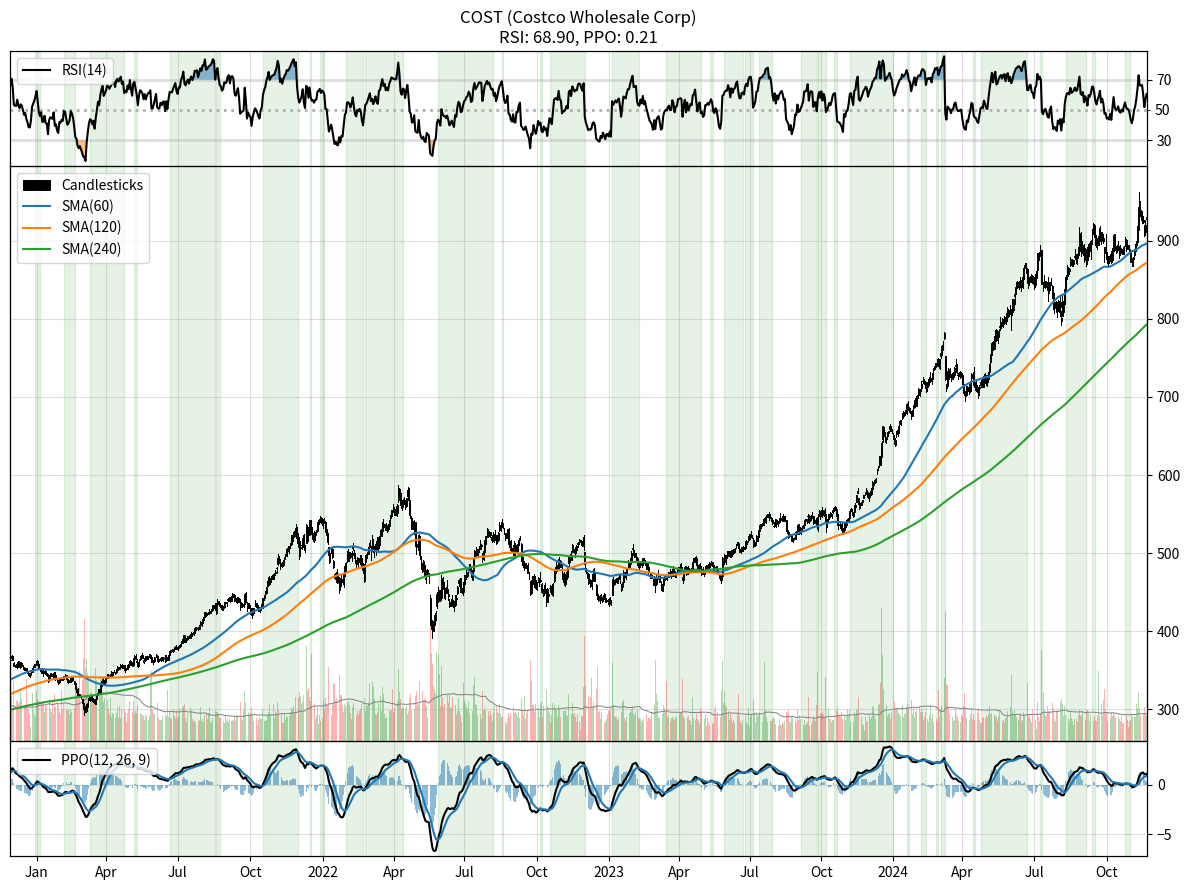 COST (Costco Wholesale Corp)
RSI: 68.90, PPO: 0.21
RSI(14)
70
50
30
Candlesticks
SMA(60)
SMA(120)
SMA(240)
900
800
700
600
500
400
300
PPO(12, 26, 9)
0
−5
Jan Apr Jul Oct 2022 Apr Jul Oct 2023 Apr Jul Oct 2024 Apr Jul Oct